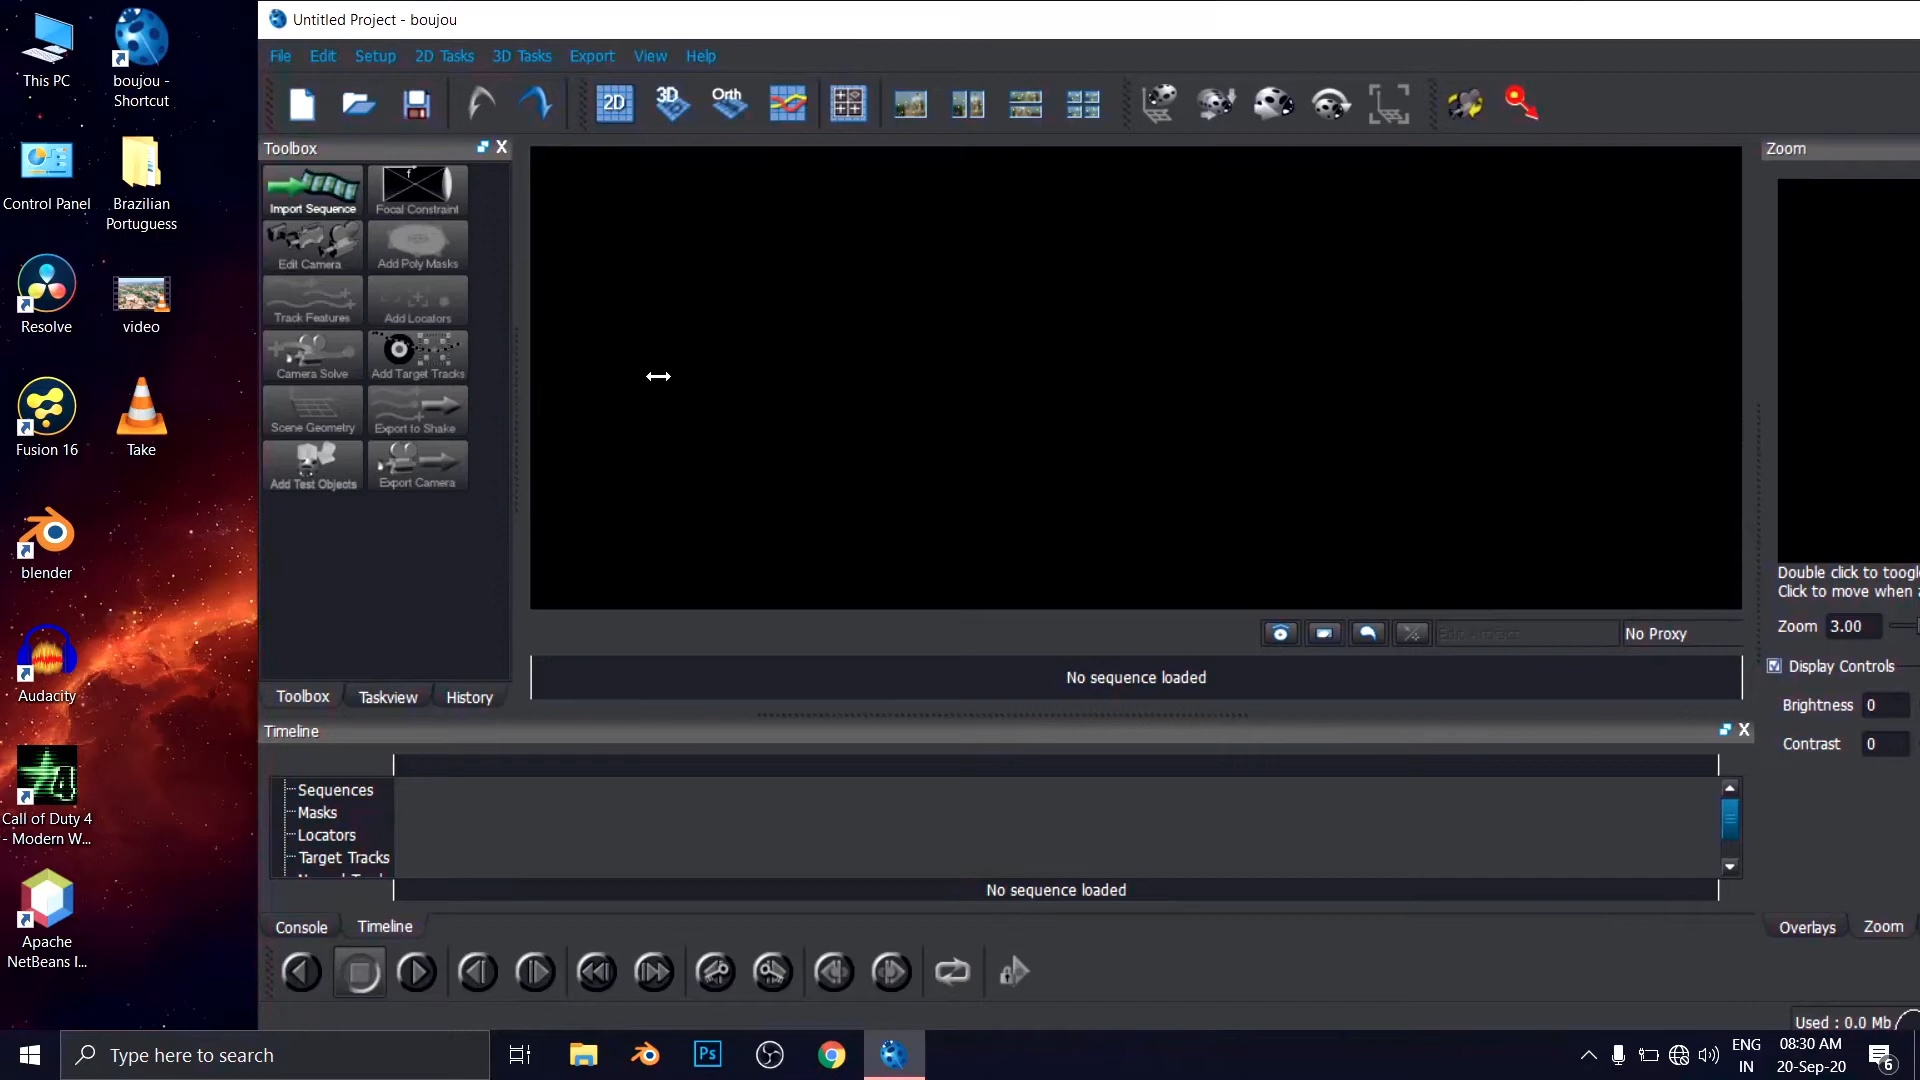 This PC
boujou -
Shortcut
Control Panel
Brazilian
Portuguess
Resolve
video
Fusion 16
Take
blender
Audacity
Call of Duty 4
- Modern W...
Apache
NetBeans I...
Untitled Project - boujou
File Edit Setup 2D Tasks 3D Tasks Export View Help
2D 3D Orth
Toolbox X
Import Sequence Focal Constraint
Edit Camera Add Poly Masks
Track Features Add Locators
Camera Solve Add Target Tracks
Scene Geometry Export to Shake
Add Test Objects Export Camera
Toolbox Taskview History
No Proxy
No sequence loaded
Timeline X
Sequences
Masks
Locators
Target Tracks
No sequence loaded
Console Timeline
Zoom
Double click to toogl
Click to move when a
Zoom 3.00
Display Controls
Brightness 0
Contrast 0
Overlays Zoom
Used : 0.0 Mb
Type here to search
Ps
ENG
IN
08:30 AM
20-Sep-20
6